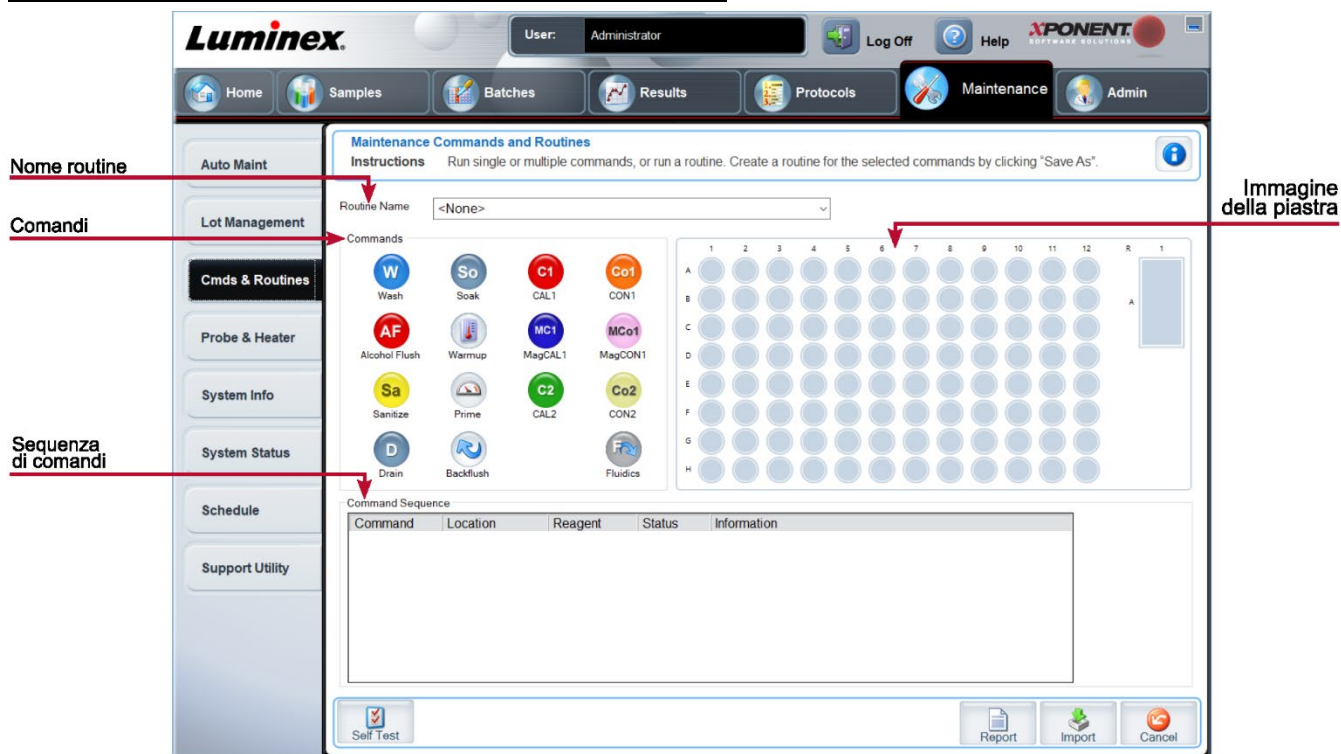 Luminex.
User: Administrator
Log Off
Help
XPONENT.
SOFTWARE SOLUTIONS
Home
Samples
Batches
Results
Protocols
Maintenance
Admin
Nome routine
Comandi
Sequenza
di comandi
Immagine
della piastra
Auto Maint
Lot Management
Cmds & Routines
Probe & Heater
System Info
System Status
Schedule
Support Utility
Maintenance Commands and Routines
Instructions Run single or multiple commands, or run a routine. Create a routine for the selected commands by clicking "Save As".
Routine Name <None>
Commands
W So C1 Co1
Wash Soak CAL1 CON1
AF MC1 MCo1
Alcohol Flush Warmup MagCAL1 MagCON1
Sa C2 Co2
Sanitize Prime CAL2 CON2
D F
Drain Backflush Fluidics
1 2 3 4 5 6 7 8 9 10 11 12 R 1
A
B
C
D
E
F
G
H
A
Command Sequence
Command Location Reagent Status Information
Self Test
Report
Import
Cancel